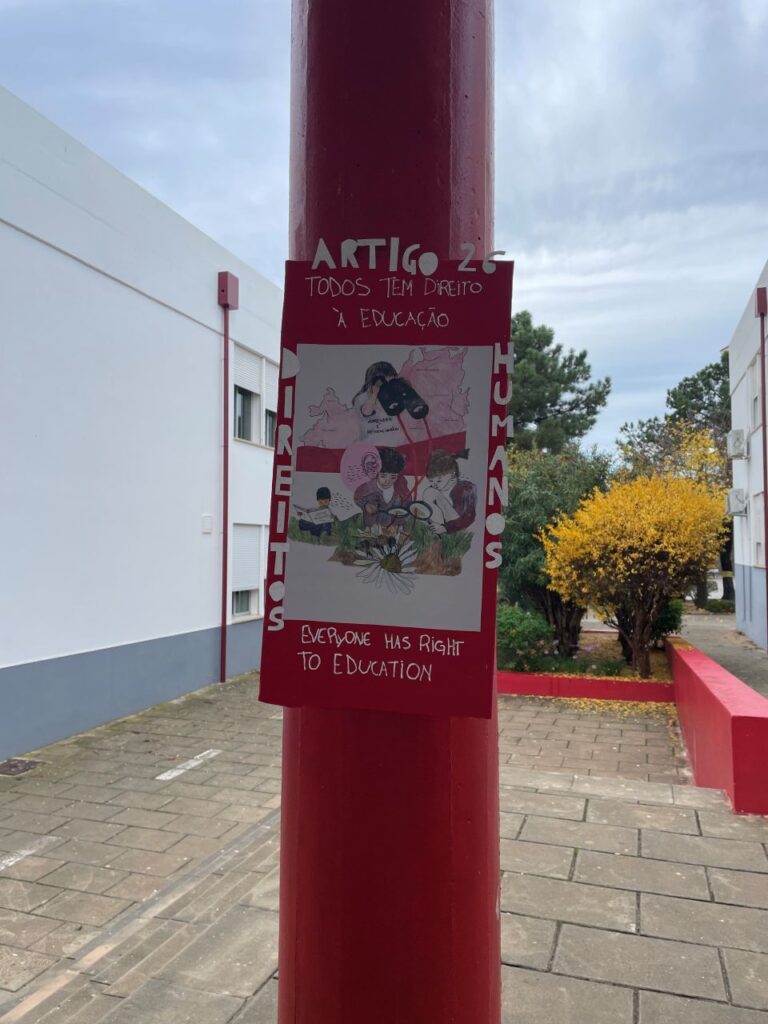 ARTIGO 26
TODOS TEM DIREITO
À EDUCAÇÃO
DIREITOS
HUMANOS
EVERYONE HAS RIGHT
TO EDUCATION